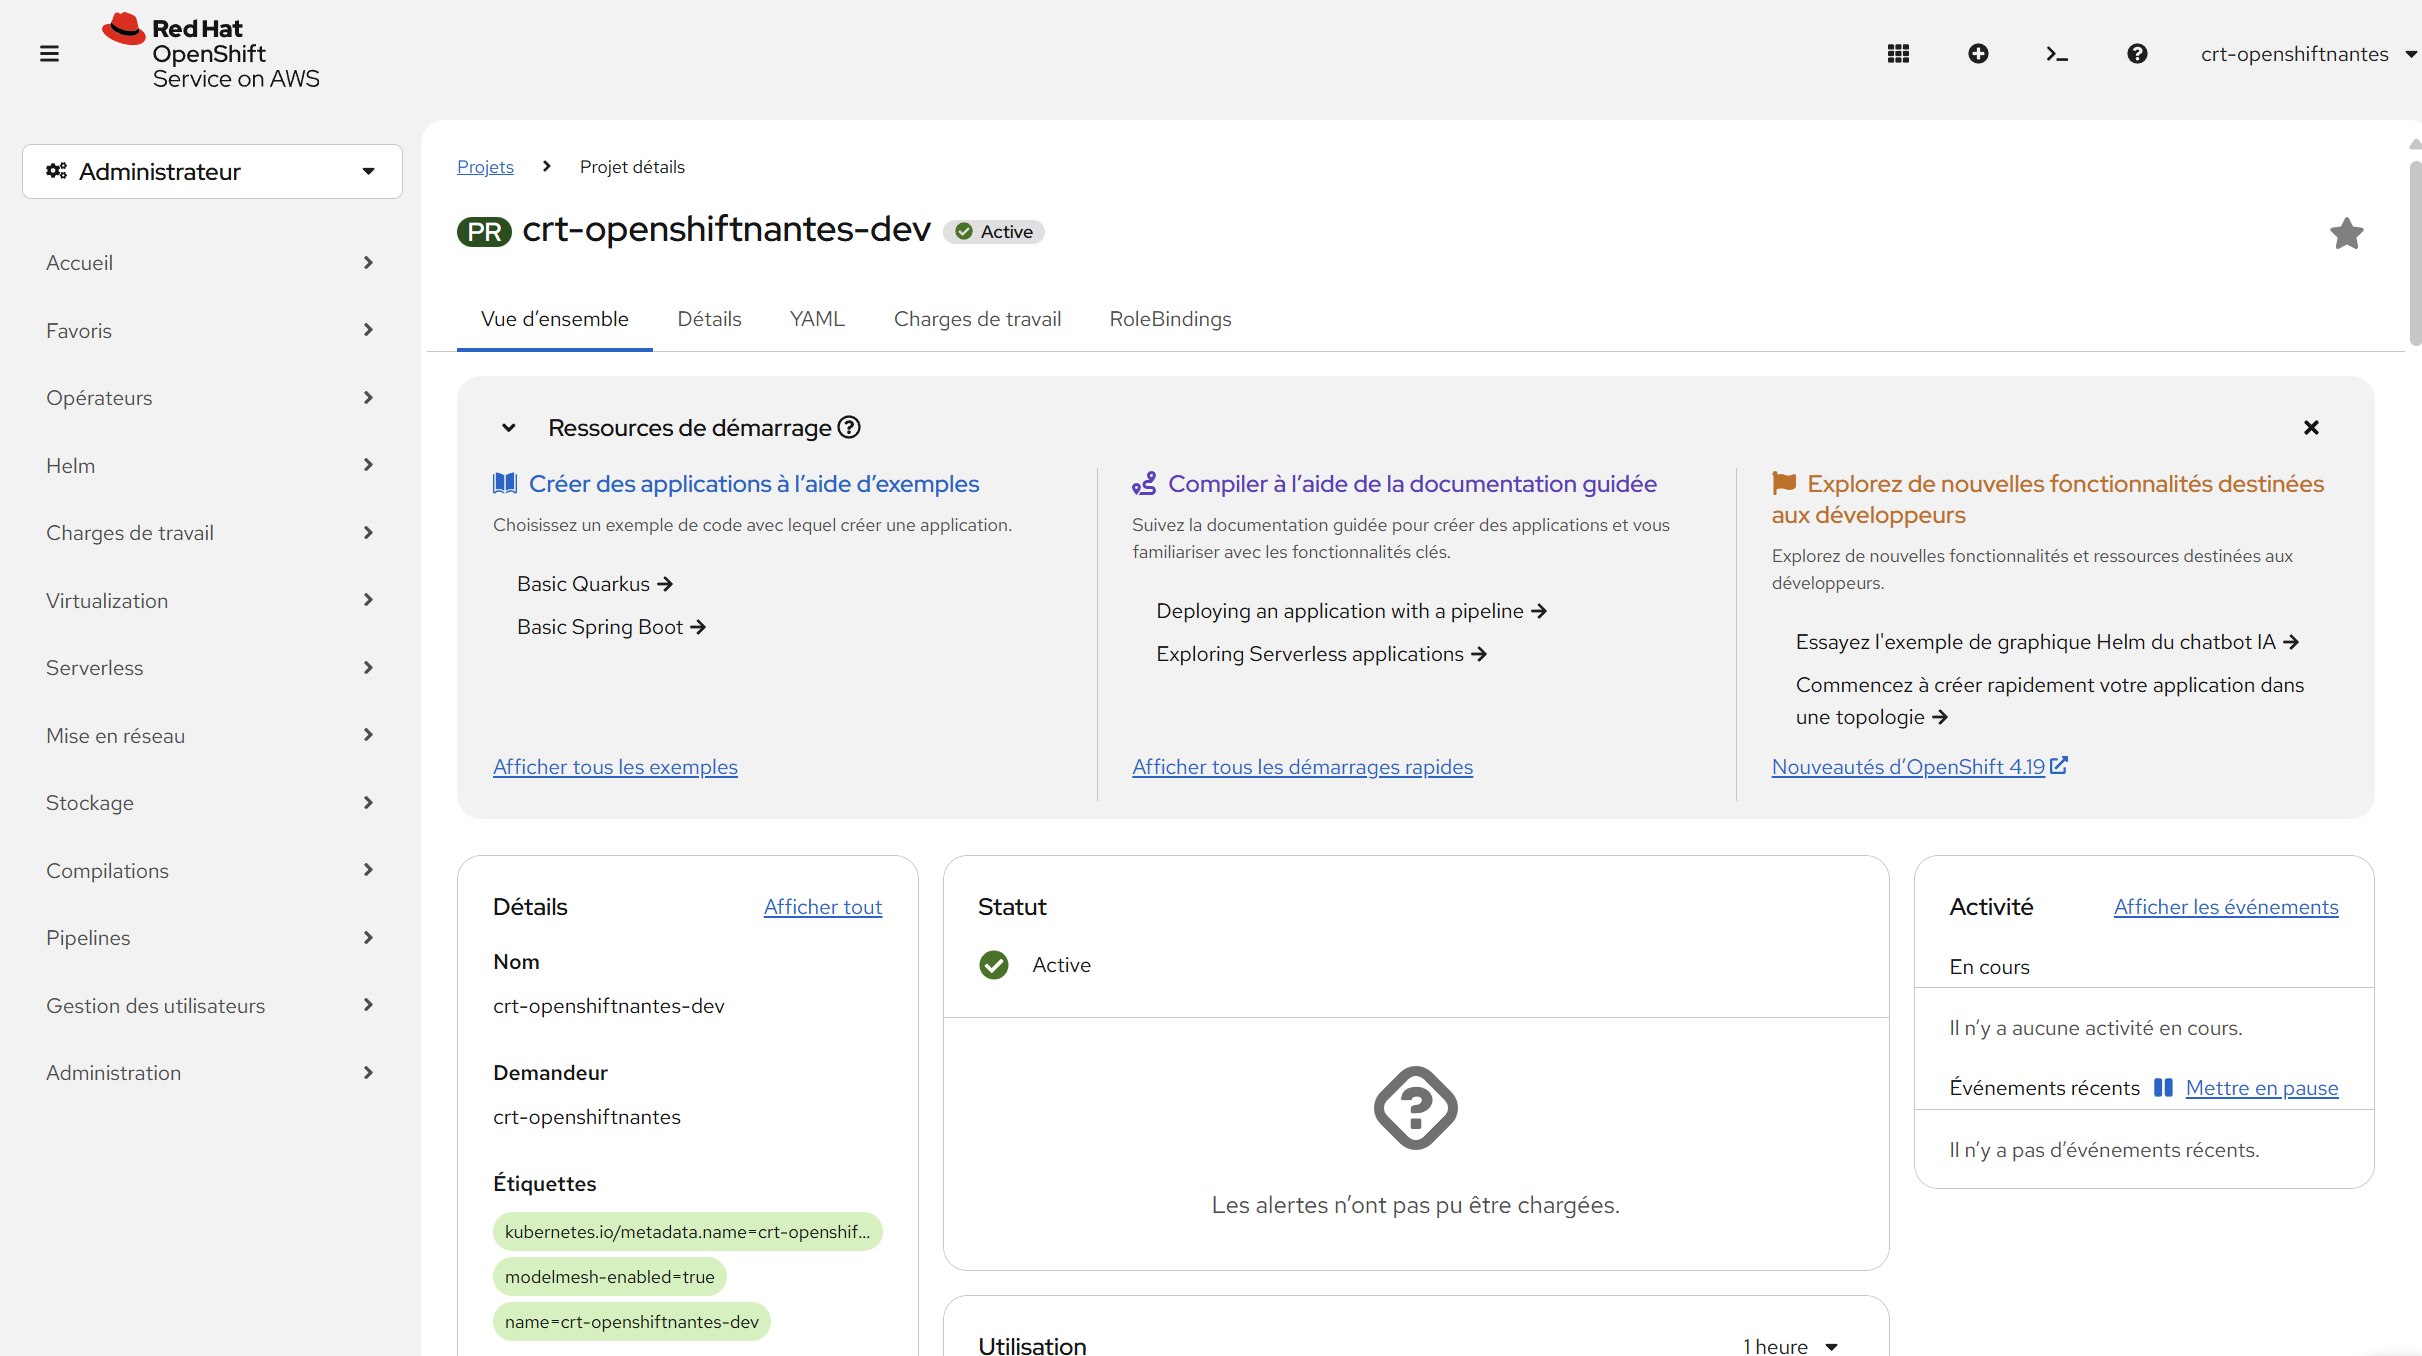 Red Hat
OpenShift
Service on AWS
crt-openshiftnantes
Administrateur
Accueil
Favoris
Opérateurs
Helm
Charges de travail
Virtualization
Serverless
Mise en réseau
Stockage
Compilations
Pipelines
Gestion des utilisateurs
Administration
Projets
Projet détails
PR crt-openshiftnantes-dev Active
Vue d’ensemble Détails YAML Charges de travail RoleBindings
Ressources de démarrage
Créer des applications à l’aide d’exemples
Choisissez un exemple de code avec lequel créer une application.
Basic Quarkus
Basic Spring Boot
Afficher tous les exemples
Compiler à l’aide de la documentation guidée
Suivez la documentation guidée pour créer des applications et vous
familiariser avec les fonctionnalités clés.
Deploying an application with a pipeline
Exploring Serverless applications
Afficher tous les démarrages rapides
Explorez de nouvelles fonctionnalités destinées
aux développeurs
Explorez de nouvelles fonctionnalités et ressources destinées aux
développeurs.
Essayez l'exemple de graphique Helm du chatbot IA
Commencez à créer rapidement votre application dans
une topologie
Nouveautés d’OpenShift 4.19
Détails Afficher tout
Nom
crt-openshiftnantes-dev
Demandeur
crt-openshiftnantes
Étiquettes
kubernetes.io/metadata.name=crt-openshif...
modelmesh-enabled=true
name=crt-openshiftnantes-dev
Statut
Active
Les alertes n’ont pas pu être chargées.
Utilisation 1 heure
Activité Afficher les événements
En cours
Il n’y a aucune activité en cours.
Événements récents Mettre en pause
Il n’y a pas d’événements récents.